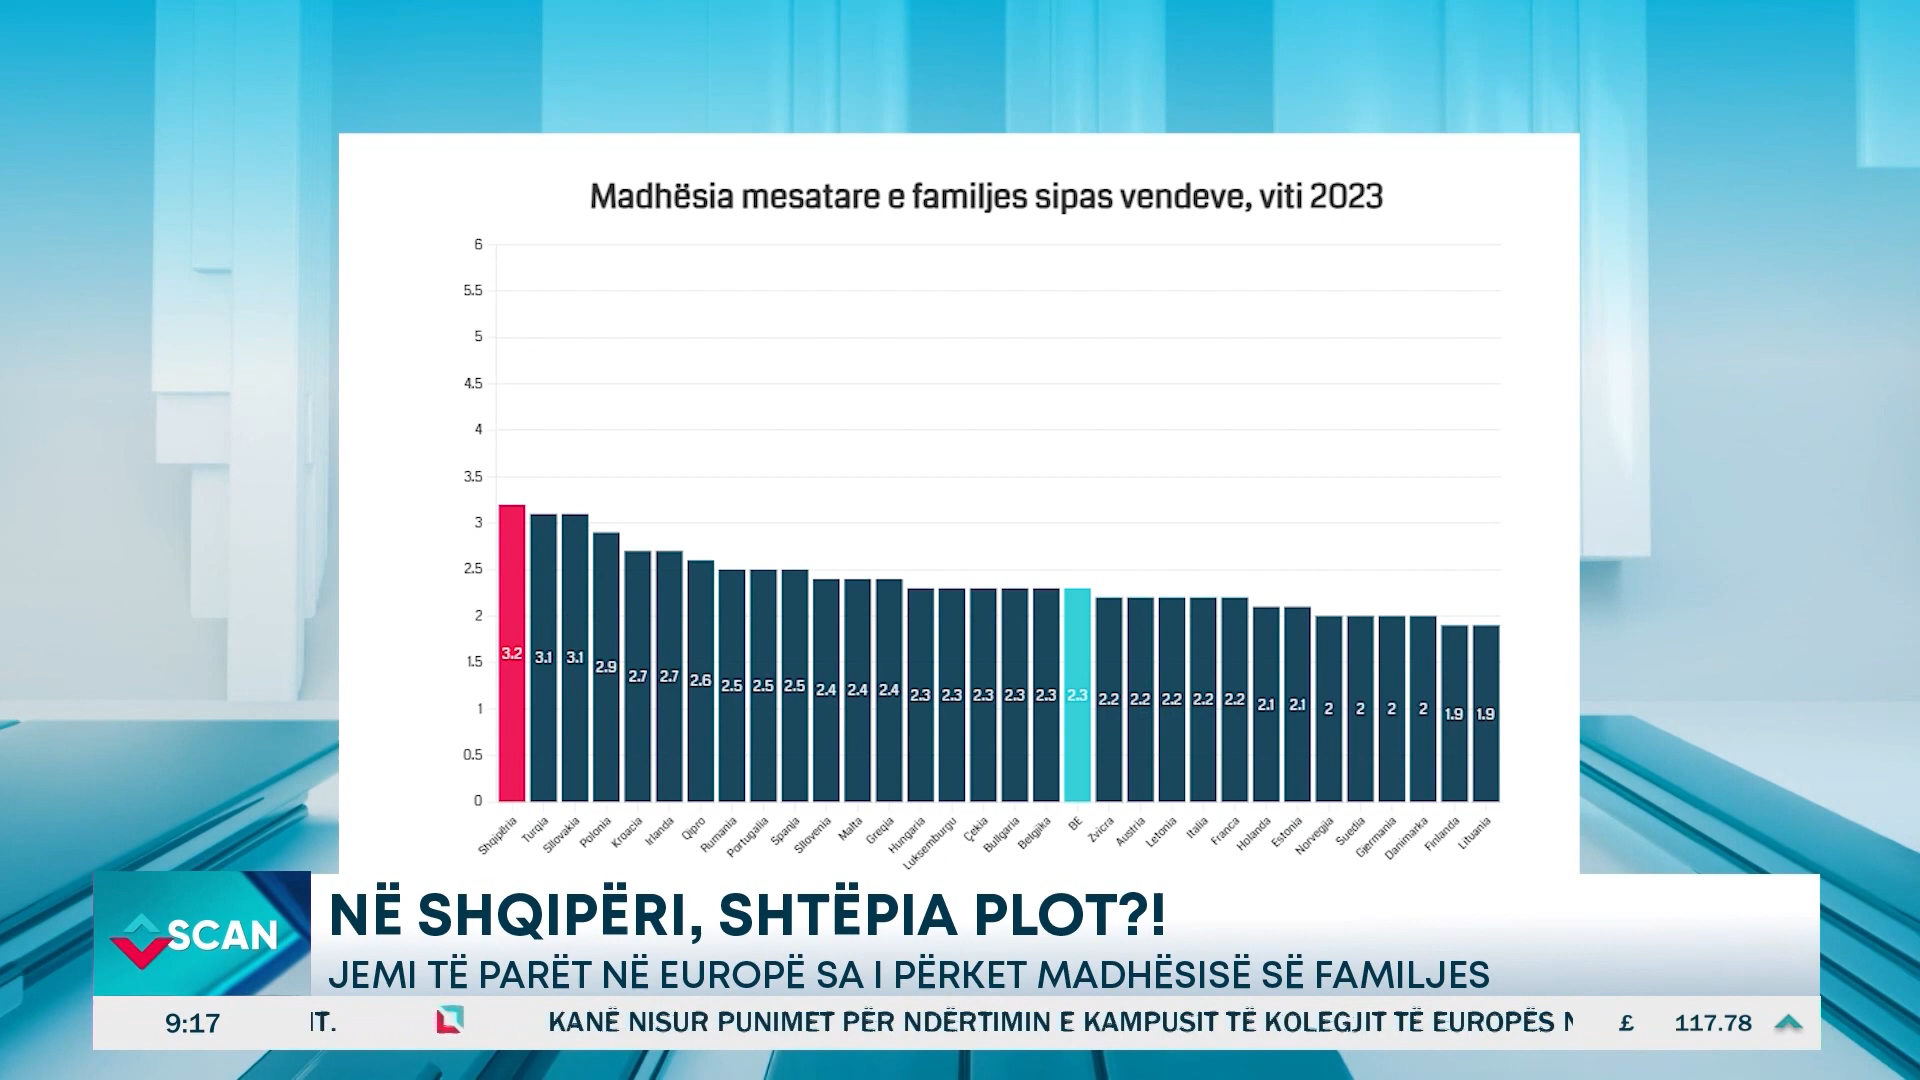 Madhësia mesatare e familjes sipas vendeve, viti 2023
6
5.5
5
4.5
4
3.5
3
2.5
2
1.5
1
0.5
0
3.2 3.1 3.1 2.9 2.7 2.7 2.6 2.5 2.5 2.5 2.4 2.4 2.4 2.3 2.3 2.3 2.3 2.3 2.3 2.2 2.2 2.2 2.2 2.2 2.1 2.1 2 2 2 2 1.9 1.9
Shqipëria Turqia Sllovakia Polonia Kroacia Irlanda Qipro Rumania Portugalia Spanja Sllovenia Malta Greqia Hungaria Luksemburgu Çekia Bullgaria Belgjika BE Zvicra Austria Letonia Italia Franca Holanda Estonia Norvegjia Suedia Gjermania Danimarka Finlanda Lituania
SCAN
NË SHQIPËRI, SHTËPIA PLOT?!
JEMI TË PARËT NË EUROPË SA I PËRKET MADHËSISË SË FAMILJES
9:17 IT. KANË NISUR PUNIMET PËR NDËRTIMIN E KAMPUSIT TË KOLEGJIT TË EUROPËS £ 117.78